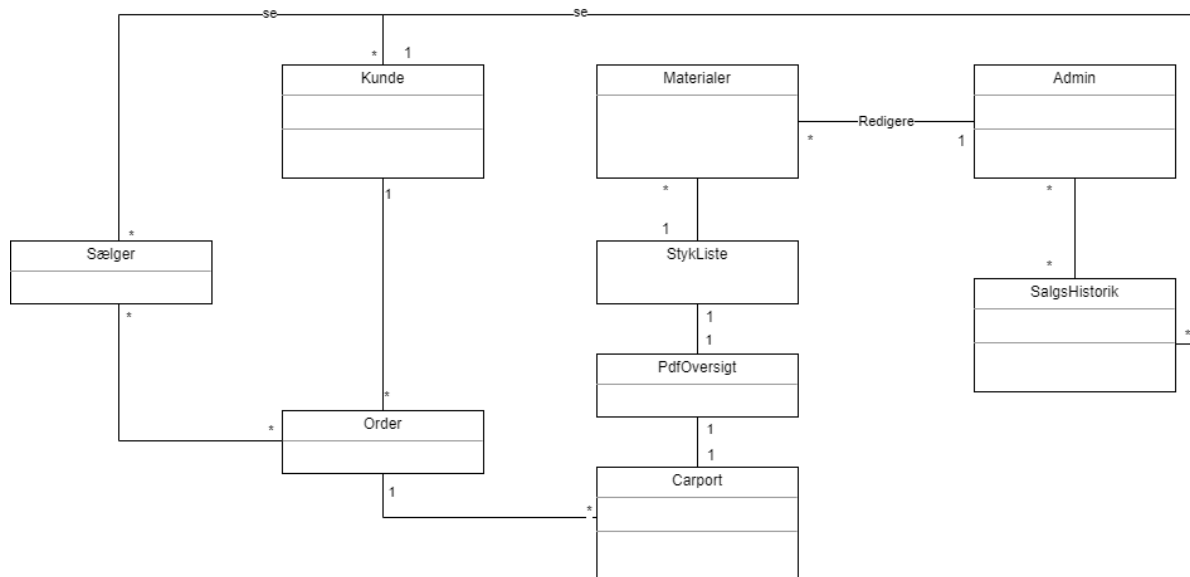 se
se
*
1
Kunde
Materialer
Admin
Redigere
*
1
1
*
*
*
1
Sælger
StykListe
*
SalgsHistorik
*
1
1
*
PdfOversigt
*
Order
*
1
1
Carport
1
*